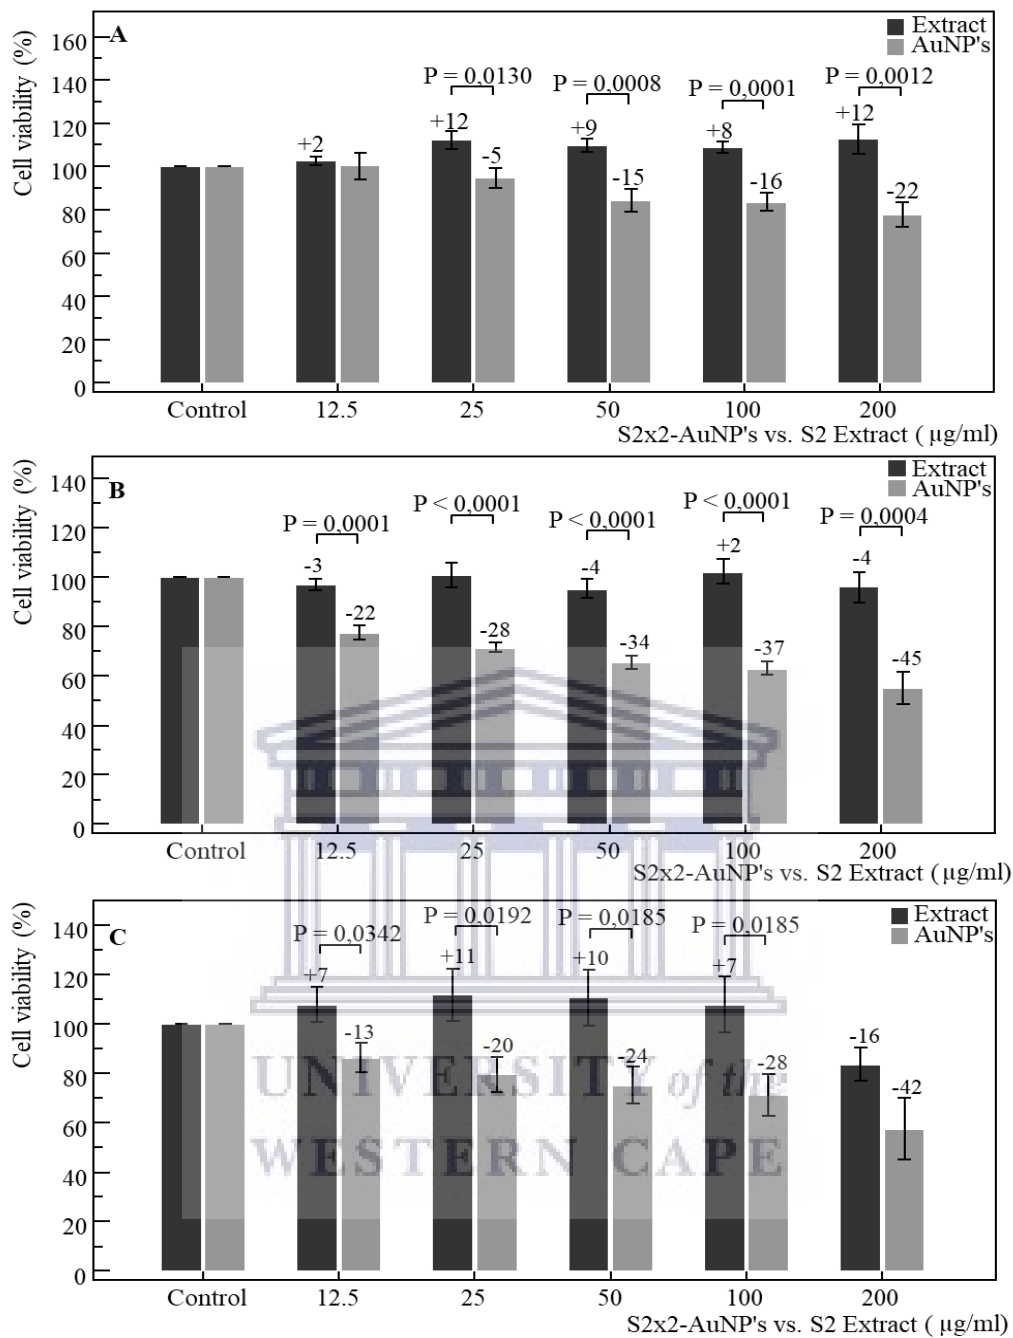 A
Extract
AuNP's
Cell viability (%)
160
140
120
100
80
60
40
20
0
P = 0,0130
P = 0,0008
P = 0,0001
P = 0,0012
+2
+12
-5
+9
-15
+8
-16
+12
-22
Control 12.5 25 50 100 200
S2x2-AuNP's vs. S2 Extract ( µg/ml)
B
Extract
AuNP's
Cell viability (%)
140
120
100
80
60
40
20
0
P = 0,0001
P < 0,0001
P < 0,0001
P < 0,0001
P = 0,0004
-3
-22
-28
-4
-34
+2
-37
-4
-45
Control 12.5 25 50 100 200
S2x2-AuNP's vs. S2 Extract ( µg/ml)
C
Extract
AuNP's
Cell viability (%)
140
120
100
80
60
40
20
0
P = 0,0342
P = 0,0192
P = 0,0185
P = 0,0185
+7
-13
+11
-20
+10
-24
+7
-28
-16
-42
UNIVERSITY of the
WESTERN CAPE
Control 12.5 25 50 100 200
S2x2-AuNP's vs. S2 Extract ( µg/ml)